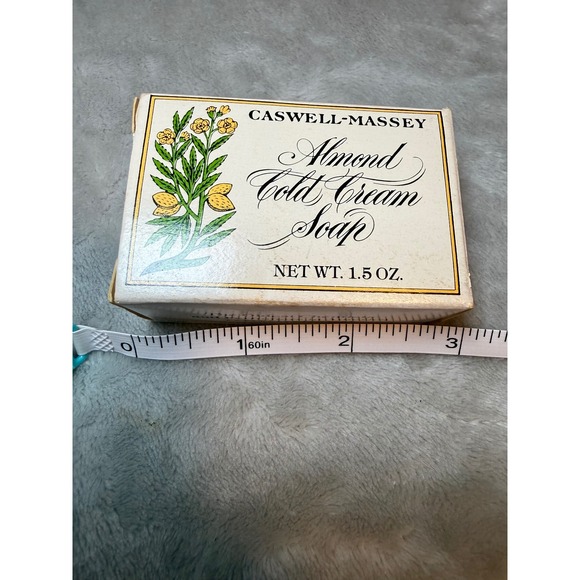 CASWELL-MASSEY
Almond
Cold Cream
Soap
NET WT. 1.5 OZ.
0 1 60in 2 3